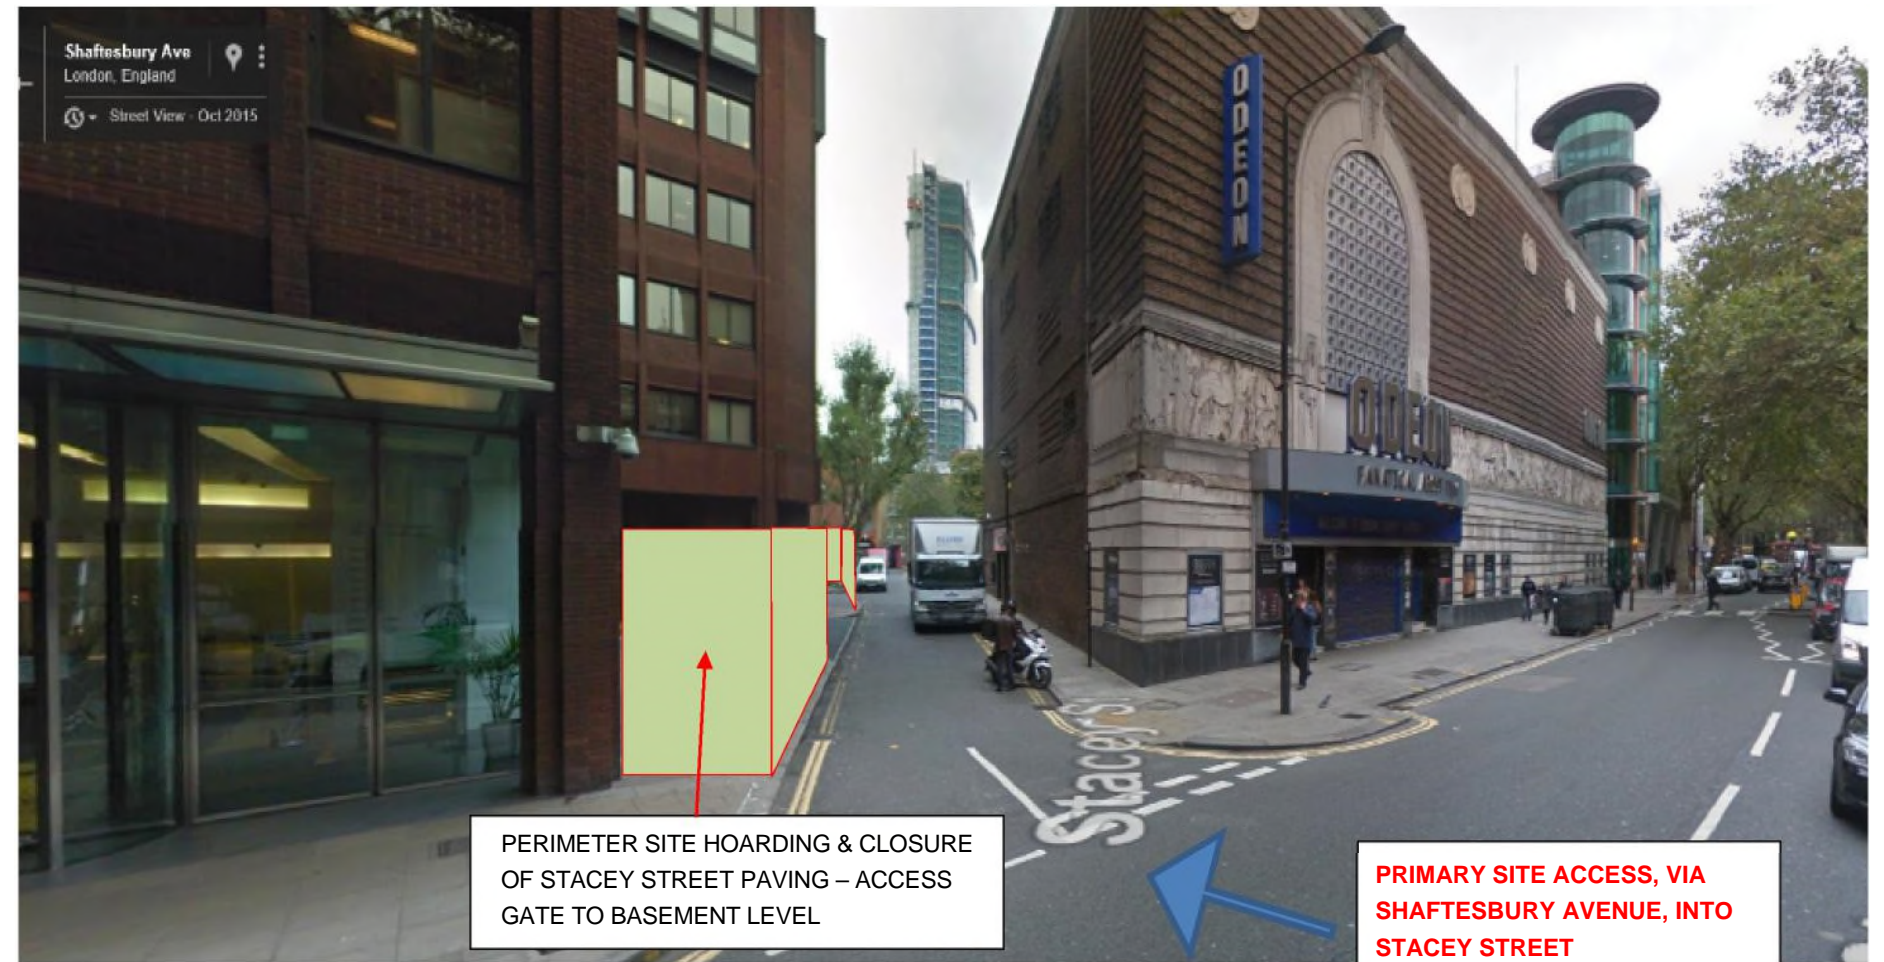 Shaftesbury Ave
London, England
Street View - Oct 2015
ODEON
ODEON
Stacey St
PERIMETER SITE HOARDING & CLOSURE
OF STACEY STREET PAVING – ACCESS
GATE TO BASEMENT LEVEL
PRIMARY SITE ACCESS, VIA
SHAFTESBURY AVENUE, INTO
STACEY STREET